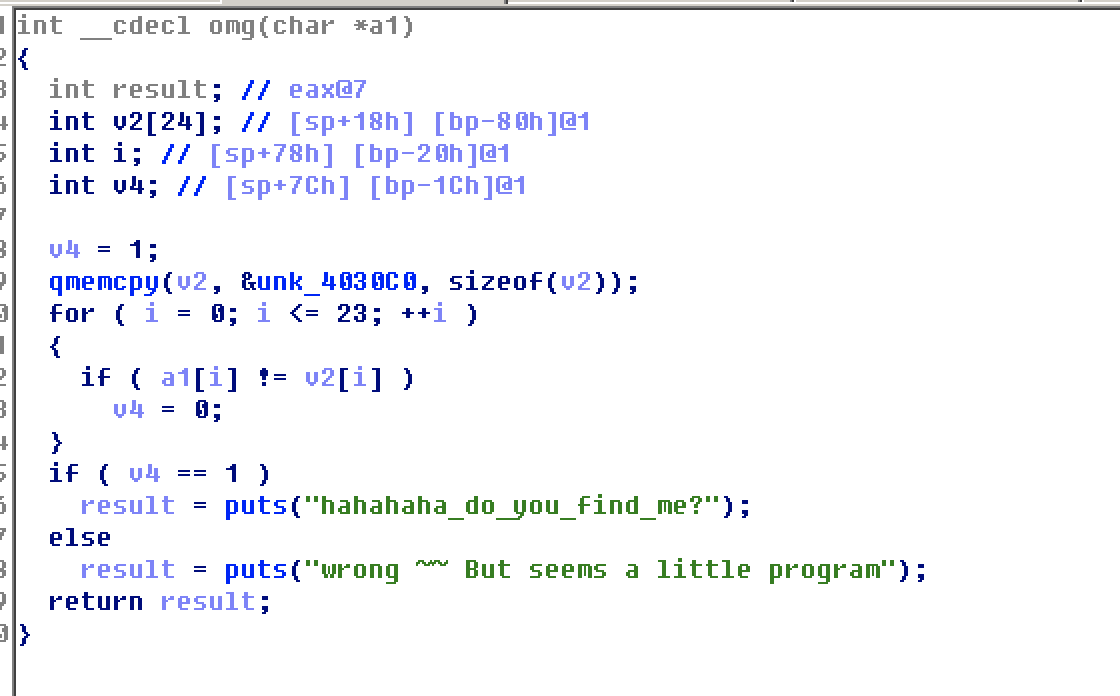 int __cdecl omg(char *a1)
{
  int result; // eax@7
  int v2[24]; // [sp+18h] [bp-80h]@1
  int i; // [sp+78h] [bp-20h]@1
  int v4; // [sp+7Ch] [bp-1Ch]@1

  v4 = 1;
  qmemcpy(v2, &unk_4030C0, sizeof(v2));
  for ( i = 0; i <= 23; ++i )
  {
    if ( a1[i] != v2[i] )
      v4 = 0;
  }
  if ( v4 == 1 )
    result = puts("hahahaha_do_you_find_me?");
  else
    result = puts("wrong ~~ But seems a little program");
  return result;
}